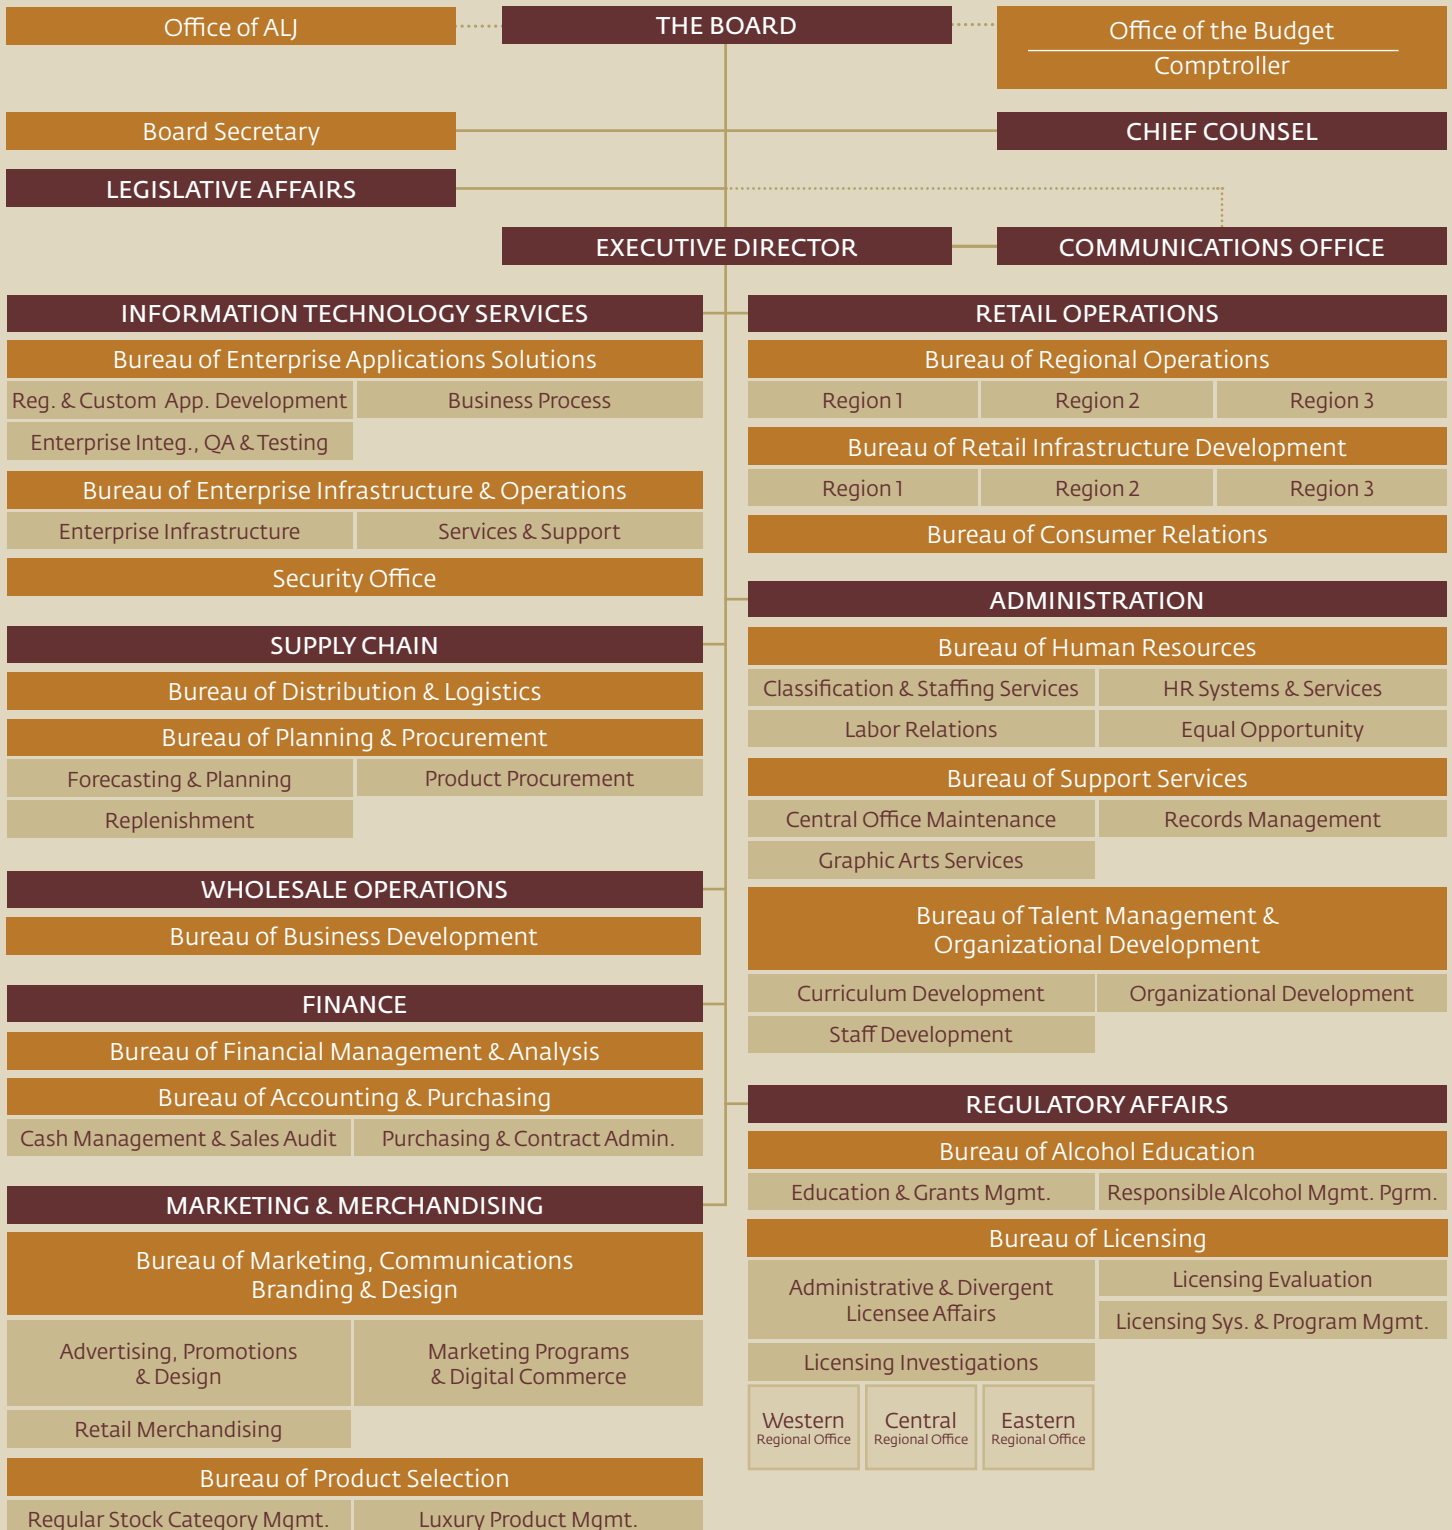 Office of ALJ
THE BOARD
Office of the Budget
Comptroller
Board Secretary
CHIEF COUNSEL
LEGISLATIVE AFFAIRS
EXECUTIVE DIRECTOR
COMMUNICATIONS OFFICE
INFORMATION TECHNOLOGY SERVICES
Bureau of Enterprise Applications Solutions
Reg. & Custom App. Development
Business Process
Enterprise Integ., QA & Testing
Bureau of Enterprise Infrastructure & Operations
Enterprise Infrastructure
Services & Support
Security Office
SUPPLY CHAIN
Bureau of Distribution & Logistics
Bureau of Planning & Procurement
Forecasting & Planning
Product Procurement
Replenishment
WHOLESALE OPERATIONS
Bureau of Business Development
FINANCE
Bureau of Financial Management & Analysis
Bureau of Accounting & Purchasing
Cash Management & Sales Audit
Purchasing & Contract Admin.
MARKETING & MERCHANDISING
Bureau of Marketing, Communications
Branding & Design
Advertising, Promotions
& Design
Marketing Programs
& Digital Commerce
Retail Merchandising
Bureau of Product Selection
Regular Stock Category Mgmt.
Luxury Product Mgmt.
RETAIL OPERATIONS
Bureau of Regional Operations
Region 1
Region 2
Region 3
Bureau of Retail Infrastructure Development
Region 1
Region 2
Region 3
Bureau of Consumer Relations
ADMINISTRATION
Bureau of Human Resources
Classification & Staffing Services
HR Systems & Services
Labor Relations
Equal Opportunity
Bureau of Support Services
Central Office Maintenance
Records Management
Graphic Arts Services
Bureau of Talent Management &
Organizational Development
Curriculum Development
Organizational Development
Staff Development
REGULATORY AFFAIRS
Bureau of Alcohol Education
Education & Grants Mgmt.
Responsible Alcohol Mgmt. Pgrm.
Bureau of Licensing
Administrative & Divergent
Licensee Affairs
Licensing Evaluation
Licensing Sys. & Program Mgmt.
Licensing Investigations
Western
Regional Office
Central
Regional Office
Eastern
Regional Office